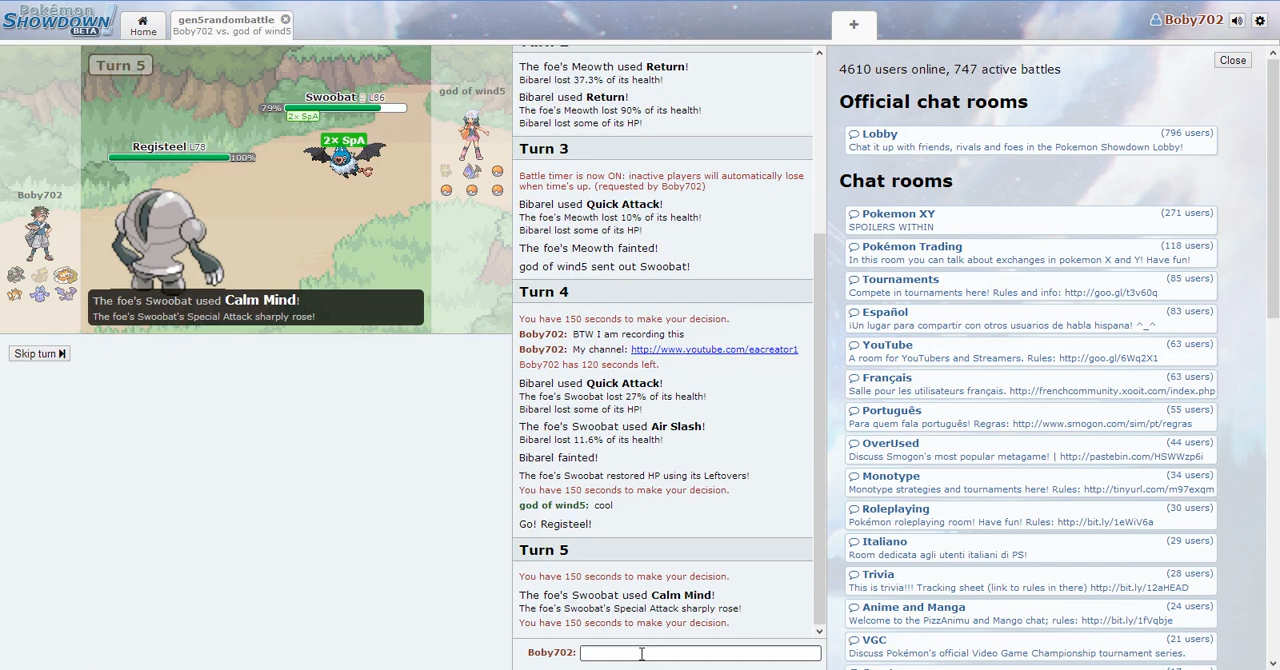 Pokémon
SHOWDOWN!
BETA
Home
gen5randombattle
Boby702 vs. god of wind5
+
Boby702
Turn 5
Swoobat L86
79%
2x SpA
2x SpA
Registeel L78
100%
god of wind5
Boby702
The foe's Swoobat used Calm Mind!
The foe's Swoobat's Special Attack sharply rose!
Skip turn
The foe's Meowth used Return!
Bibarel lost 37.3% of its health!
Bibarel used Return!
The foe's Meowth lost 90% of its health!
Bibarel lost some of its HP!
Turn 3
Battle timer is now ON: inactive players will automatically lose
when time's up. (requested by Boby702)
Bibarel used Quick Attack!
The foe's Meowth lost 10% of its health!
Bibarel lost some of its HP!
The foe's Meowth fainted!
god of wind5 sent out Swoobat!
Turn 4
You have 150 seconds to make your decision.
Boby702: BTW I am recording this
Boby702: My channel: http://www.youtube.com/eacreator1
Boby702 has 120 seconds left.
Bibarel used Quick Attack!
The foe's Swoobat lost 27% of its health!
Bibarel lost some of its HP!
The foe's Swoobat used Air Slash!
Bibarel lost 11.6% of its health!
Bibarel fainted!
The foe's Swoobat restored HP using its Leftovers!
You have 150 seconds to make your decision.
god of wind5: cool
Go! Registeel!
Turn 5
You have 150 seconds to make your decision.
The foe's Swoobat used Calm Mind!
The foe's Swoobat's Special Attack sharply rose!
You have 150 seconds to make your decision.
Boby702:
Close
4610 users online, 747 active battles
Official chat rooms
Lobby (796 users)
Chat it up with friends, rivals and foes in the Pokemon Showdown Lobby!
Chat rooms
Pokemon XY (271 users)
SPOILERS WITHIN
Pokémon Trading (118 users)
In this room you can talk about exchanges in pokemon X and Y! Have fun!
Tournaments (85 users)
Compete in tournaments here! Rules and info: http://goo.gl/t3v60q
Español (83 users)
¡Un lugar para compartir con otros usuarios de habla hispana! ^_^
YouTube (63 users)
A room for YouTubers and Streamers. Rules: http://goo.gl/6Wq2X1
Français (63 users)
Salle pour les utilisateurs français. http://frenchcommunity.xooit.com/index.php
Português (55 users)
Para quem fala português! Regras: http://www.smogon.com/sim/pt/regras
OverUsed (44 users)
Discuss Smogon's most popular metagame! | http://pastebin.com/HSWWzp6i
Monotype (34 users)
Monotype strategies and tournaments here! Rules: http://tinyurl.com/m97exqm
Roleplaying (30 users)
Pokémon roleplaying room! Have fun! Rules: http://bit.ly/1eWiV6a
Italiano (29 users)
Room dedicata agli utenti italiani di PS!
Trivia (28 users)
This is trivia!!! Tracking sheet (link to rules in there) http://bit.ly/12aHEAD
Anime and Manga (24 users)
Welcome to the PizzAnimu and Mango chat; rules: http://bit.ly/1fVqbje
VGC (21 users)
Discuss Pokémon's official Video Game Championship tournament series.